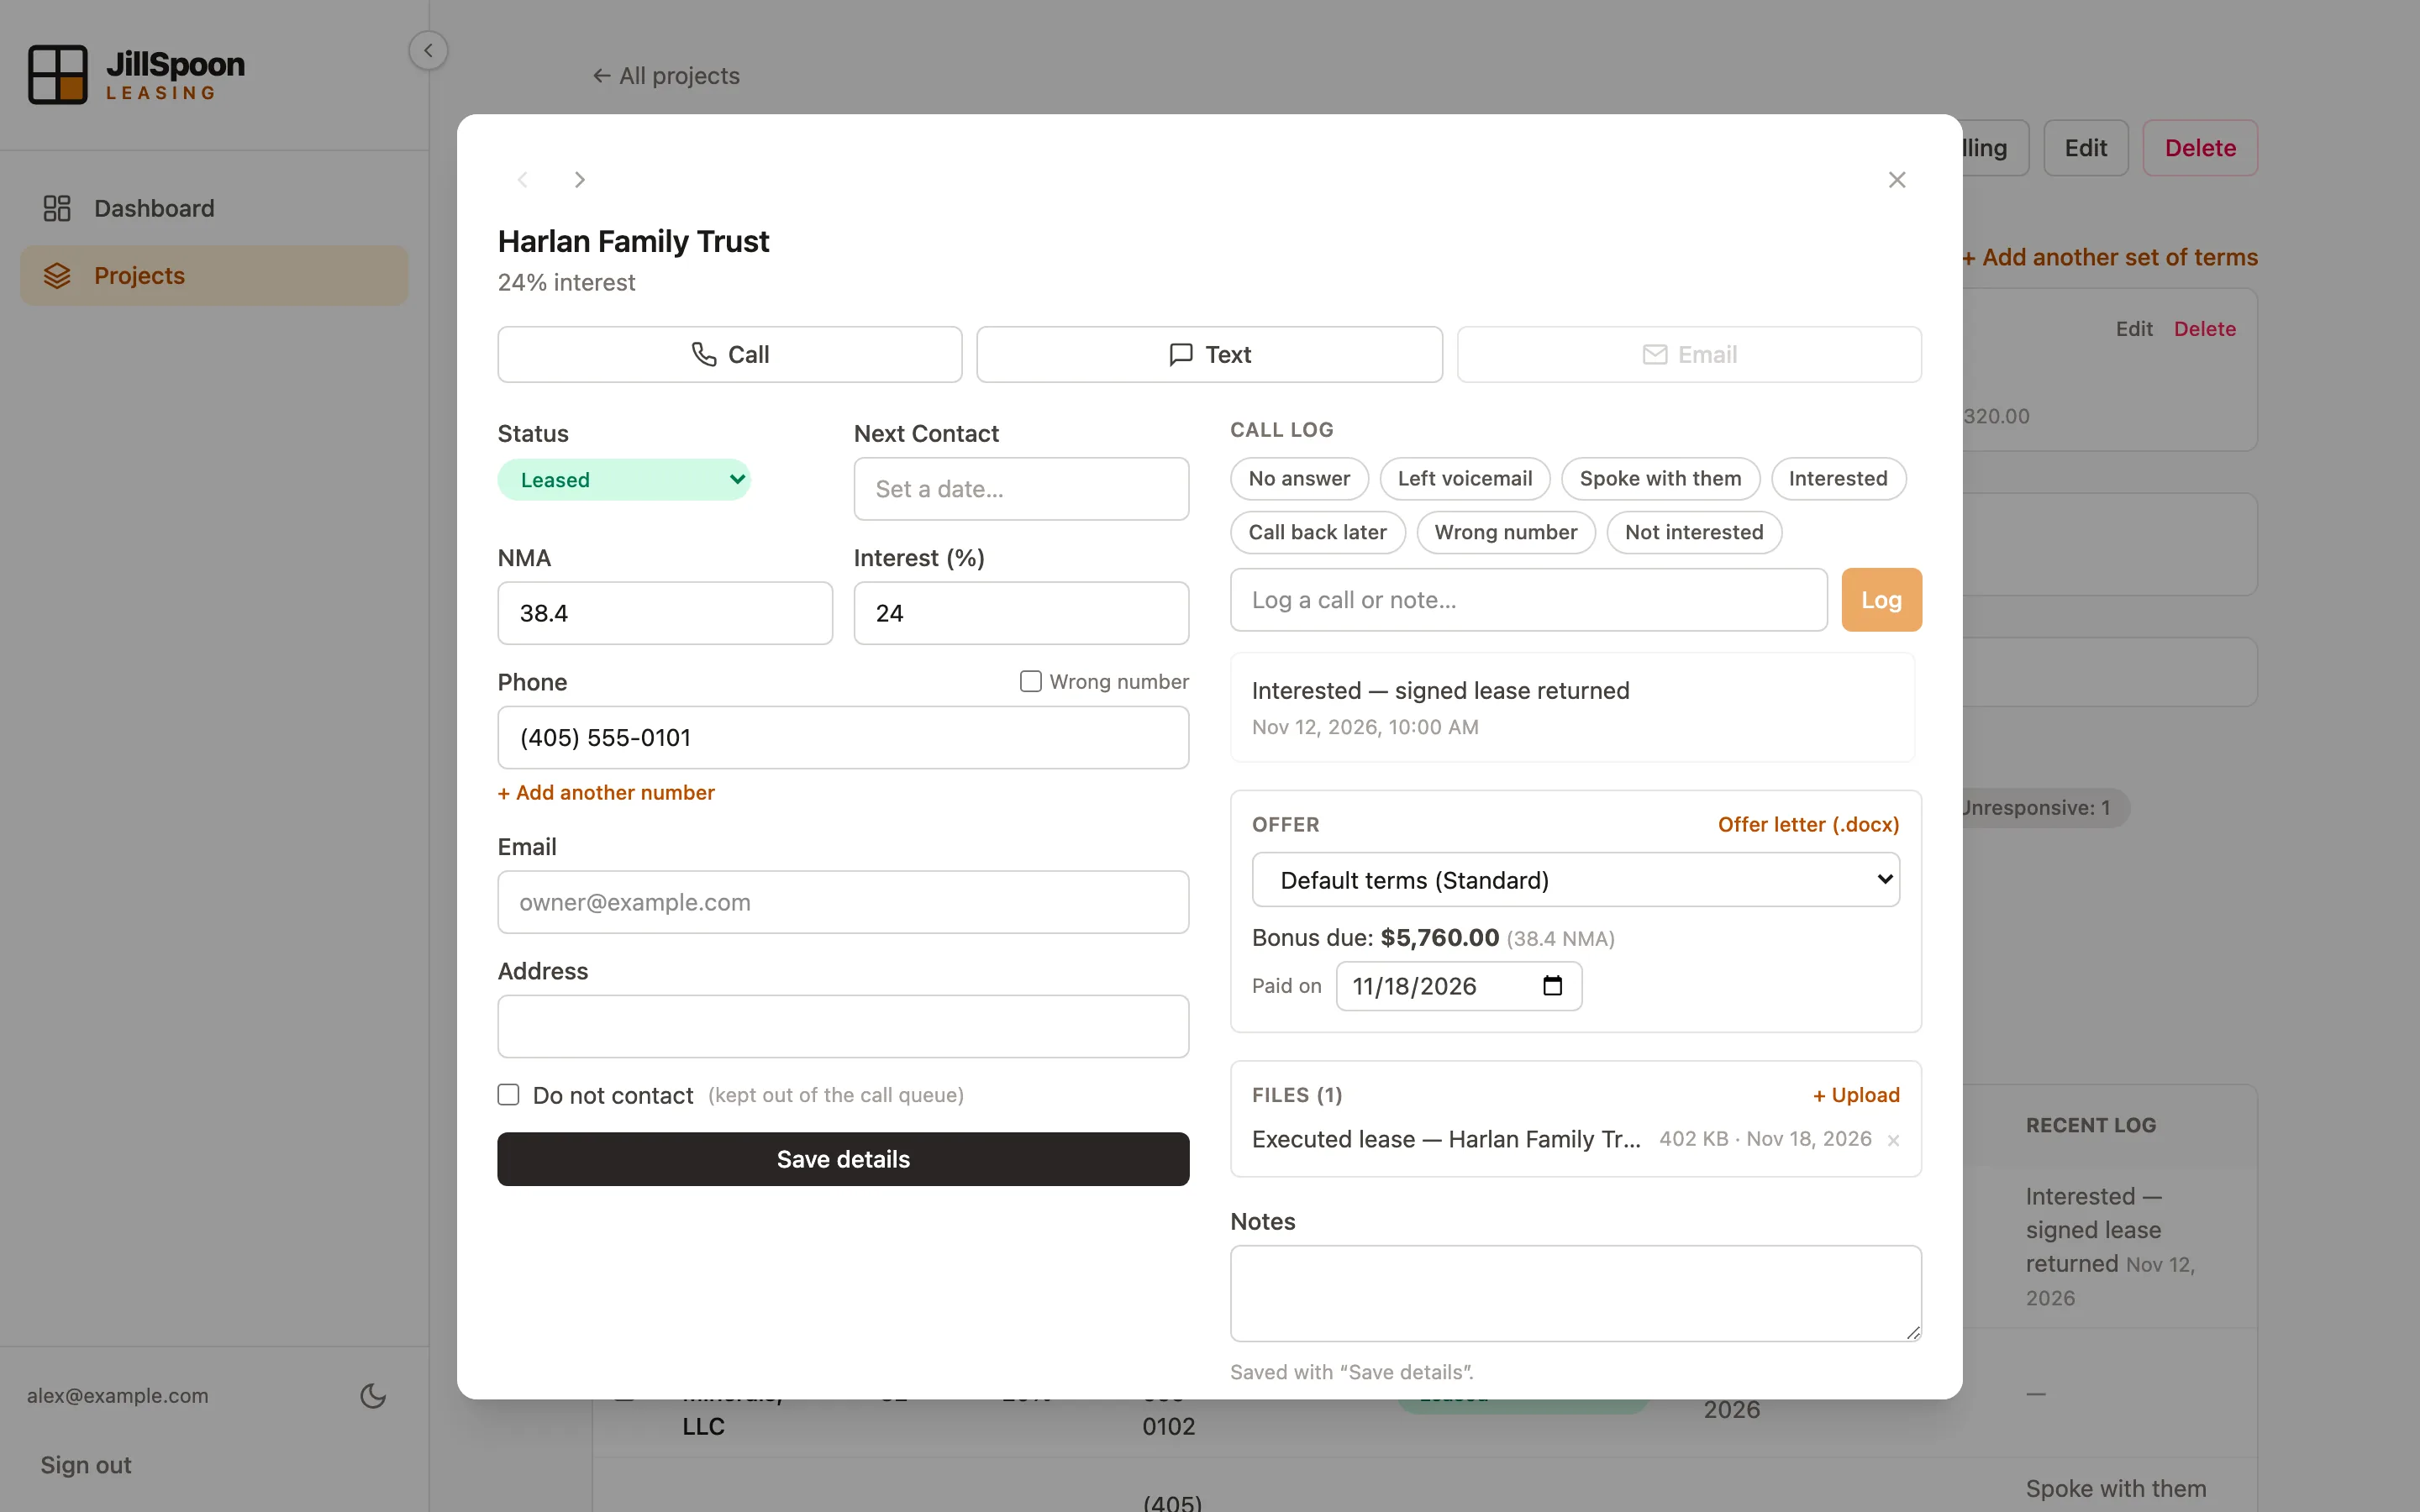 JillSpoon
LEASING
Dashboard
Projects
alex@example.com
Sign out
← All projects
Edit
Delete
+ Add another set of terms
Edit Delete
320.00
Unresponsive: 1
RECENT LOG
Interested —
signed lease
returned Nov 12,
2026
—
Spoke with them
LLC
0102
2026
(405)
Harlan Family Trust
24% interest
Call
Text
Email
Status
Leased
Next Contact
Set a date...
NMA
38.4
Interest (%)
24
Phone
Wrong number
(405) 555-0101
+ Add another number
Email
owner@example.com
Address
Do not contact (kept out of the call queue)
Save details
CALL LOG
No answer
Left voicemail
Spoke with them
Interested
Call back later
Wrong number
Not interested
Log a call or note...
Log
Interested — signed lease returned
Nov 12, 2026, 10:00 AM
OFFER
Offer letter (.docx)
Default terms (Standard)
Bonus due: $5,760.00 (38.4 NMA)
Paid on 11/18/2026
FILES (1)
+ Upload
Executed lease — Harlan Family Tr... 402 KB · Nov 18, 2026 ×
Notes
Saved with “Save details”.